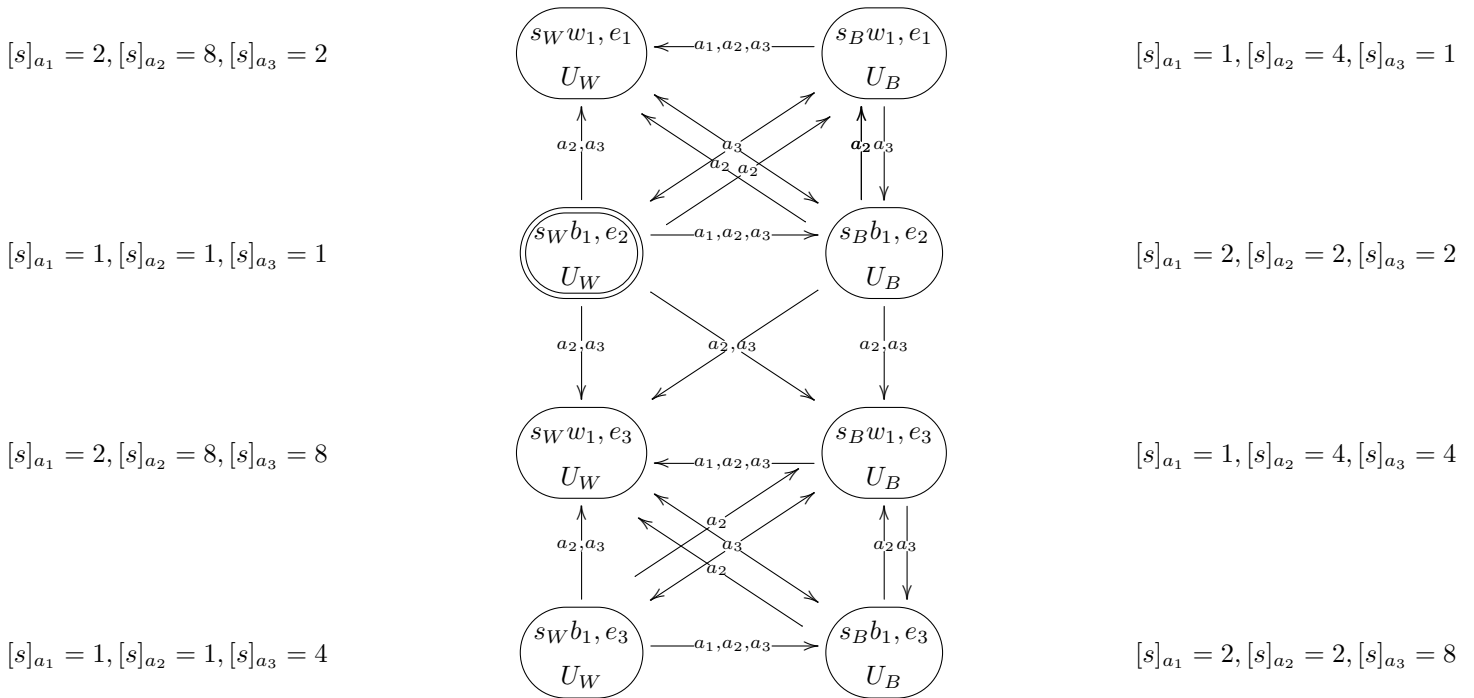 [s]_{a_1} = 2, [s]_{a_2} = 8, [s]_{a_3} = 2
s_W w_1, e_1
U_W
a_1,a_2,a_3
s_B w_1, e_1
U_B
[s]_{a_1} = 1, [s]_{a_2} = 4, [s]_{a_3} = 1
a_2,a_3
a_3
a_2
a_2
a_2
a_3
[s]_{a_1} = 1, [s]_{a_2} = 1, [s]_{a_3} = 1
s_W b_1, e_2
U_W
a_1,a_2,a_3
s_B b_1, e_2
U_B
[s]_{a_1} = 2, [s]_{a_2} = 2, [s]_{a_3} = 2
a_2,a_3
a_2,a_3
a_2,a_3
[s]_{a_1} = 2, [s]_{a_2} = 8, [s]_{a_3} = 8
s_W w_1, e_3
U_W
a_1,a_2,a_3
s_B w_1, e_3
U_B
[s]_{a_1} = 1, [s]_{a_2} = 4, [s]_{a_3} = 4
a_2
a_2,a_3
a_3
a_2
a_2
a_3
[s]_{a_1} = 1, [s]_{a_2} = 1, [s]_{a_3} = 4
s_W b_1, e_3
U_W
a_1,a_2,a_3
s_B b_1, e_3
U_B
[s]_{a_1} = 2, [s]_{a_2} = 2, [s]_{a_3} = 8